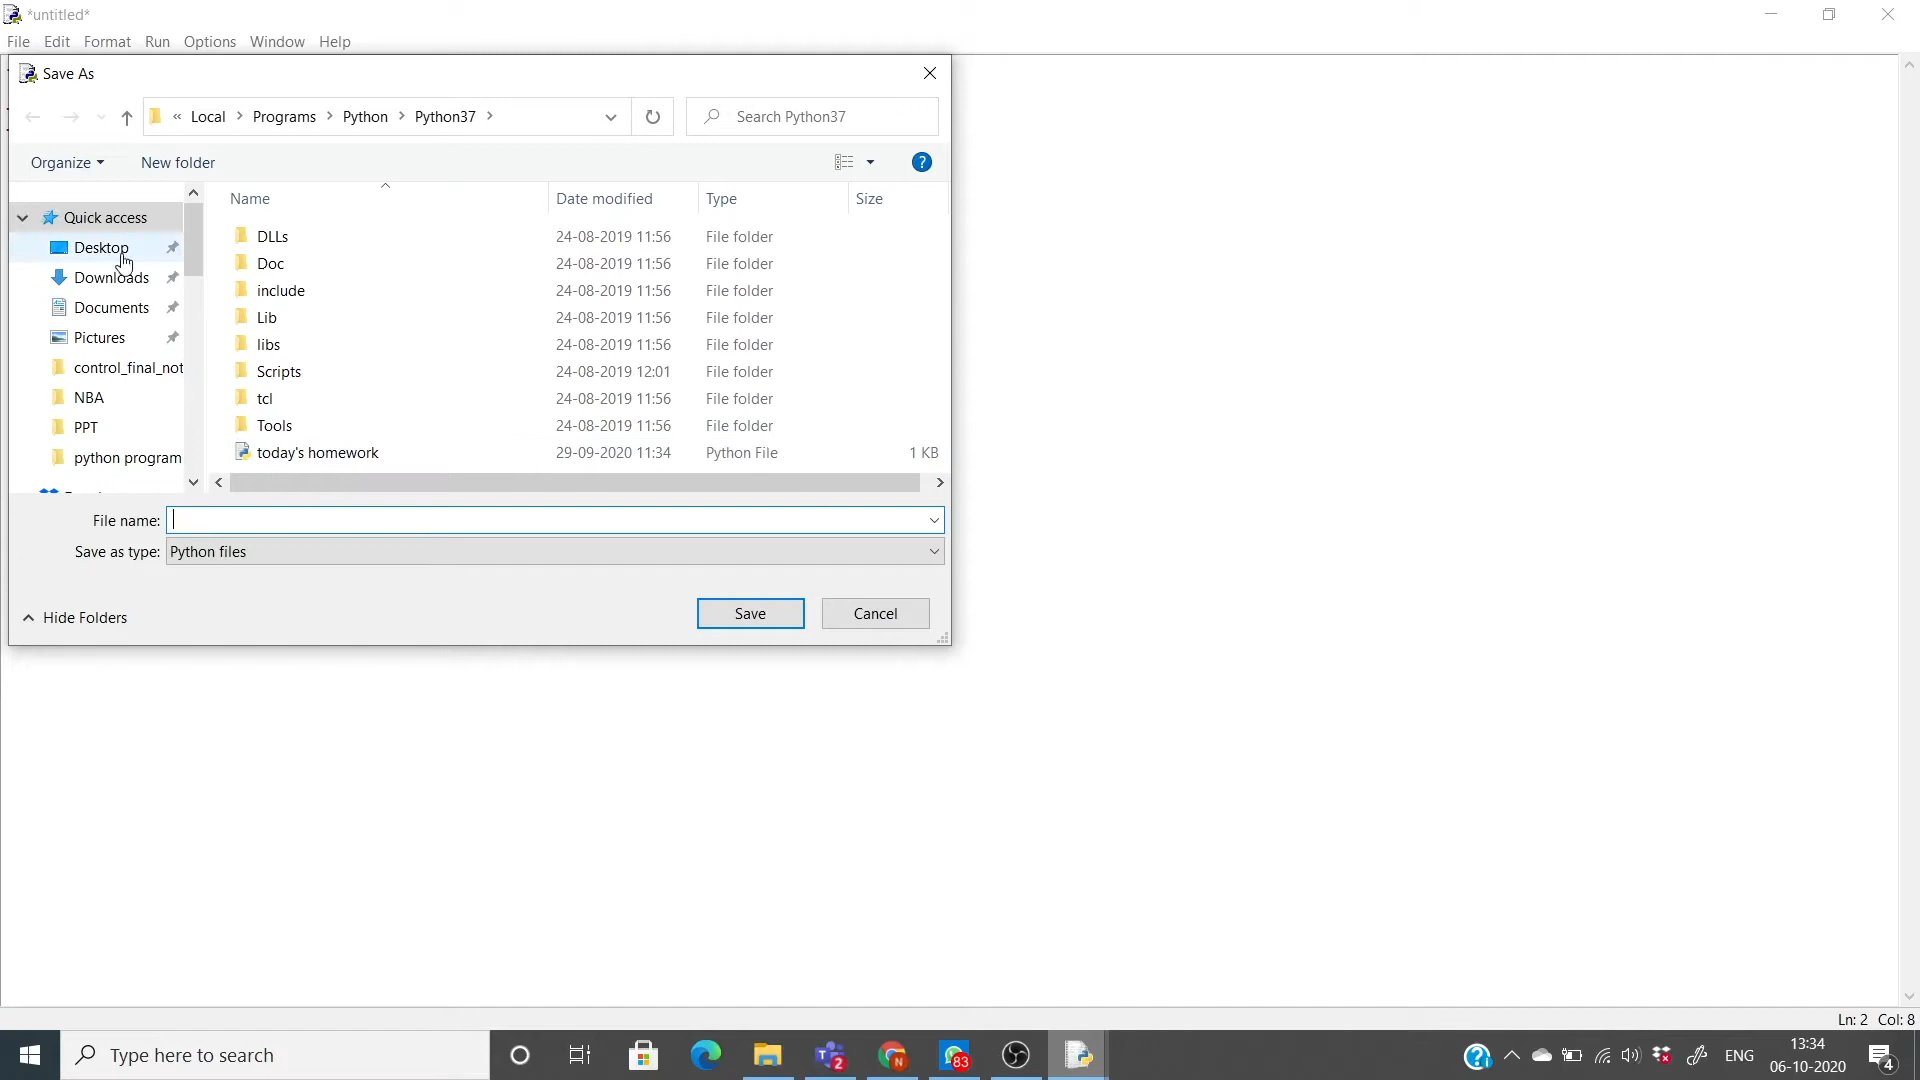 *untitled*
File Edit Format Run Options Window Help
Save As
« Local > Programs > Python > Python37 >
Search Python37
Organize
New folder
?
Name Date modified Type Size
Quick access
Desktop
Downloads
Documents
Pictures
control_final_not
NBA
PPT
python program
DLLs 24-08-2019 11:56 File folder
Doc 24-08-2019 11:56 File folder
include 24-08-2019 11:56 File folder
Lib 24-08-2019 11:56 File folder
libs 24-08-2019 11:56 File folder
Scripts 24-08-2019 12:01 File folder
tcl 24-08-2019 11:56 File folder
Tools 24-08-2019 11:56 File folder
today's homework 29-09-2020 11:34 Python File 1 KB
File name:
Save as type: Python files
Hide Folders
Save
Cancel
Ln: 2 Col: 8
Type here to search
2
N
83
ENG
13:34
06-10-2020
4